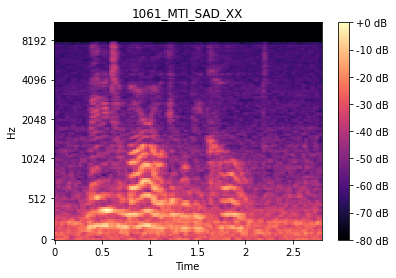 1061_MTI_SAD_XX
8192
4096
2048
1024
512
0
Hz
0
0.5
1
1.5
2
2.5
Time
+0 dB
-10 dB
-20 dB
-30 dB
-40 dB
-50 dB
-60 dB
-70 dB
-80 dB